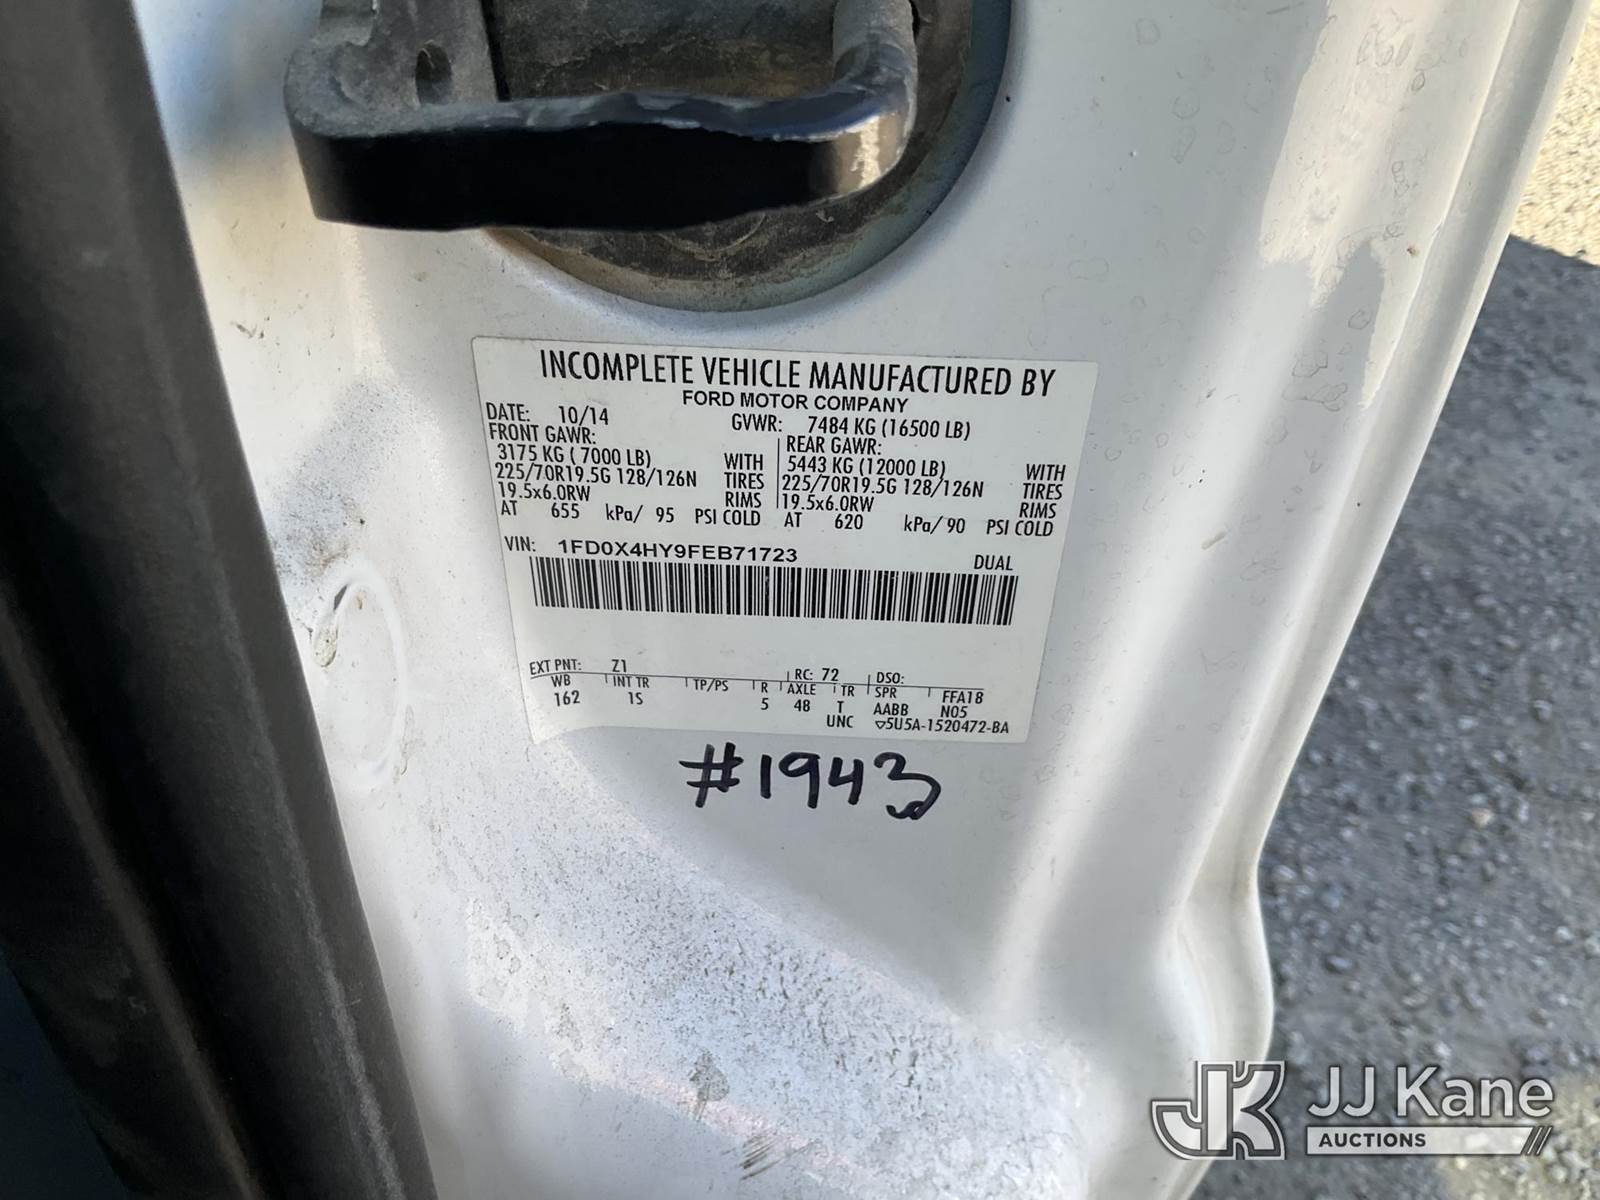 INCOMPLETE VEHICLE MANUFACTURED BY
FORD MOTOR COMPANY
DATE: 10/14 GVWR: 7484 KG (16500 LB)
FRONT GAWR: REAR GAWR:
3175 KG ( 7000 LB) WITH 5443 KG (12000 LB) WITH
225/70R19.5G 128/126N TIRES 225/70R19.5G 128/126N TIRES
19.5x6.0RW RIMS 19.5x6.0RW RIMS
AT 655 kPa/ 95 PSI COLD AT 620 kPa/ 90 PSI COLD
VIN: 1FD0X4HY9FEB71723 DUAL
EXT PNT: Z1 RC: 72 DSO:
WB INT TR TP/PS R AXLE TR SPR FFA18
162 1S 5 48 T AABB N05
UNC ▽5U5A-1520472-BA
#1943
JK JJ Kane
AUCTIONS